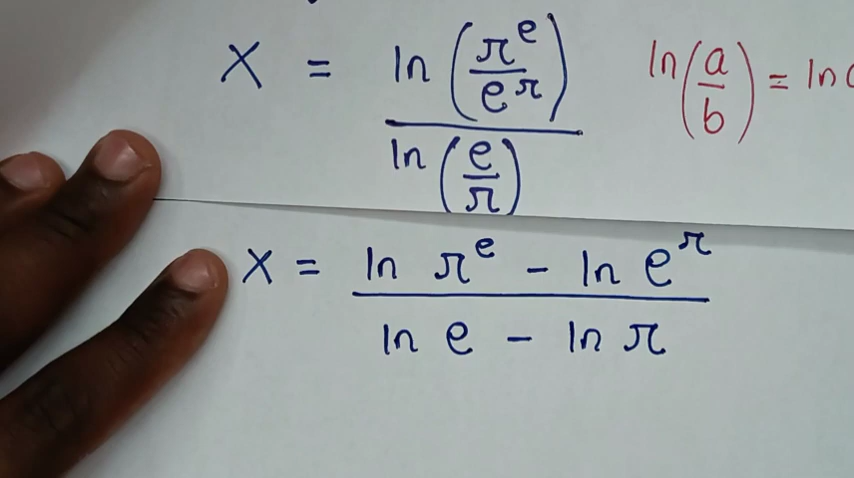 x = ln(π^e/e^π)/ln(e/π)
ln(a/b) = ln
x = (ln π^e - ln e^π)/(ln e - ln π)